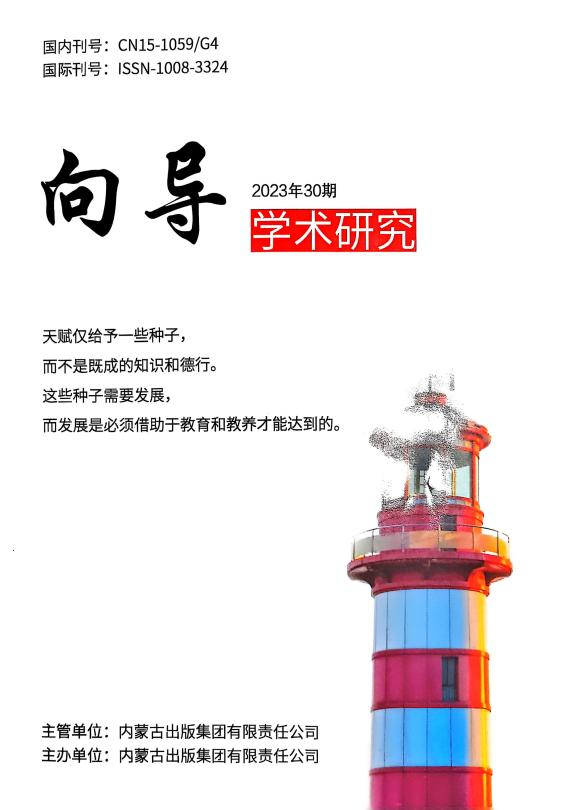 国内刊号：CN15-1059/G4
国际刊号：ISSN-1008-3324
向导
2023年30期
学术研究
天赋仅给予一些种子，
而不是既成的知识和德行。
这些种子需要发展，
而发展是必须借助于教育和教养才能达到的。
主管单位：内蒙古出版集团有限责任公司
主办单位：内蒙古出版集团有限责任公司